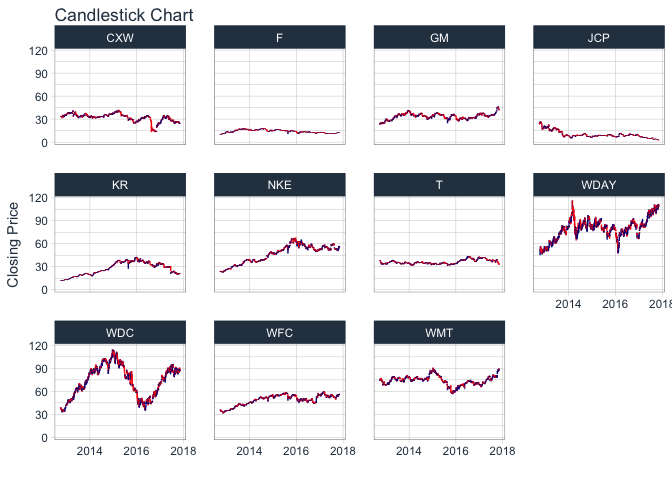 Candlestick Chart
CXW F GM JCP
120
90
60
30
0
KR NKE T WDAY
120
90
60
30
0
2014 2016 2018
WDC WFC WMT
120
90
60
30
0
2014 2016 2018 2014 2016 2018 2014 2016 2018
Closing Price